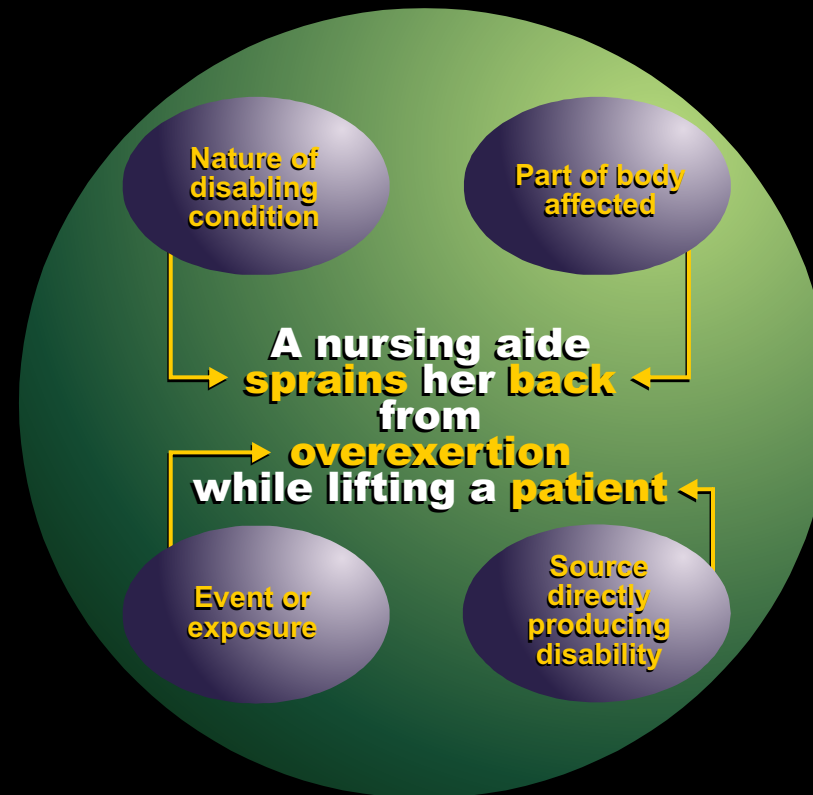 Nature of
disabling
condition
Part of body
affected
A nursing aide
sprains her back
from
overexertion
while lifting a patient
Event or
exposure
Source
directly
producing
disability